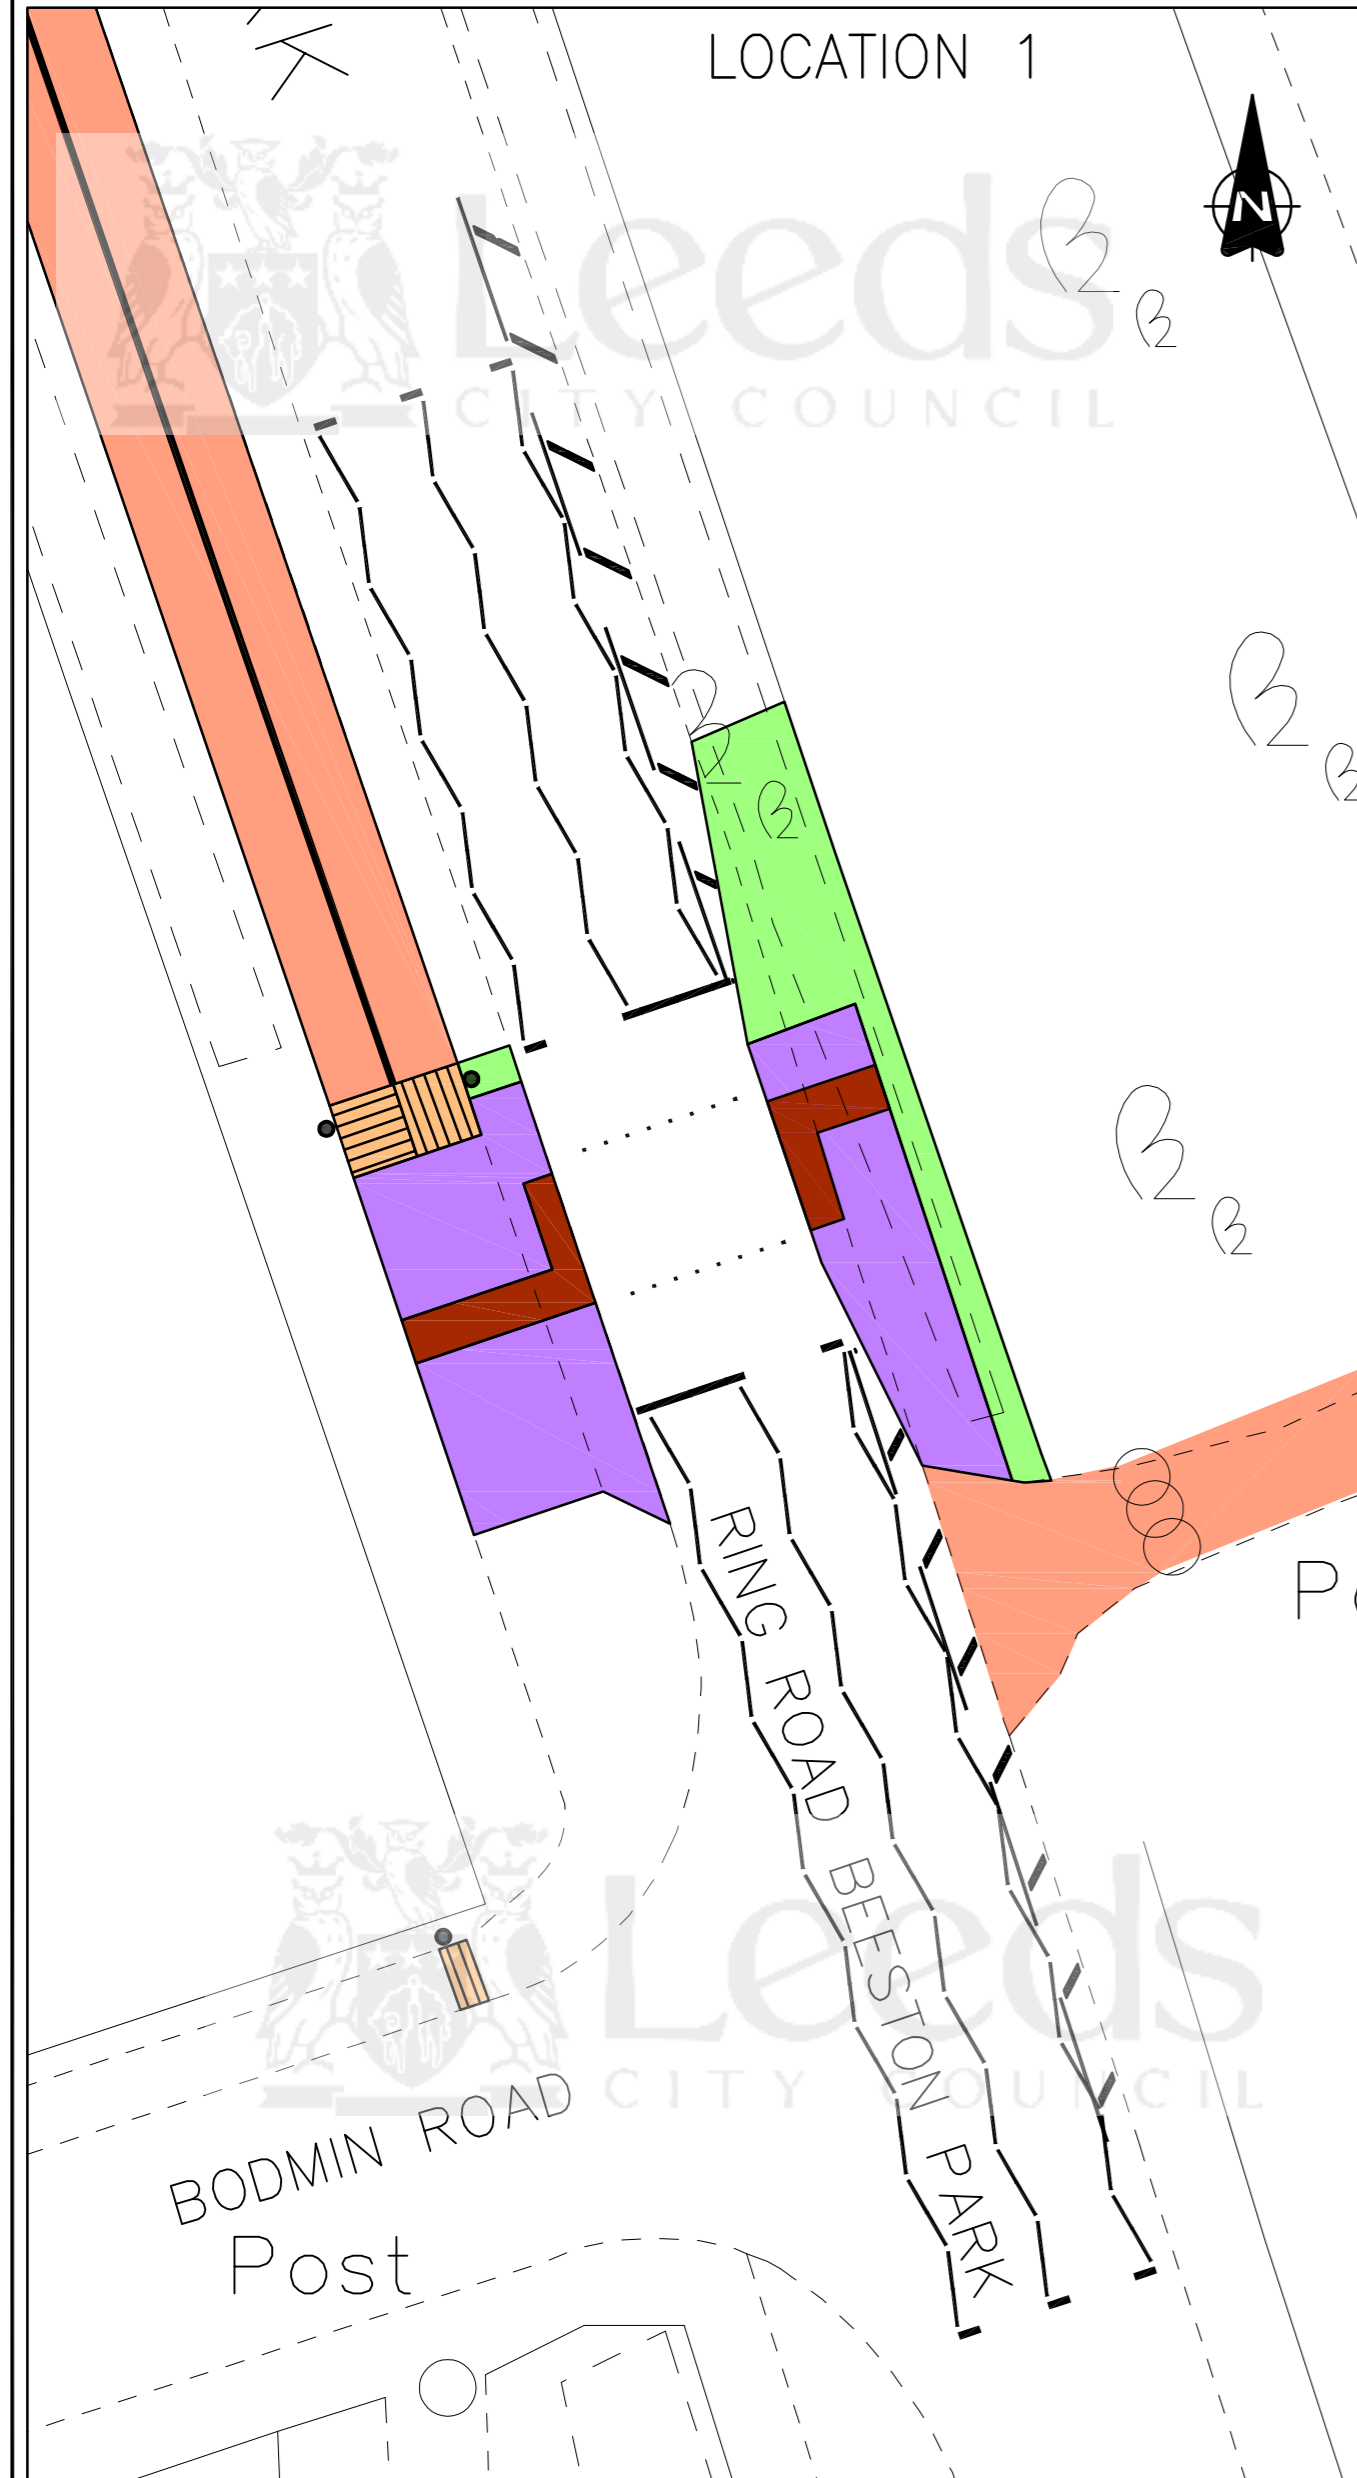 LOCATION 1
N
K
Leeds
CITY COUNCIL
RING ROAD BEESTON PARK
Leeds
CITY COUNCIL
BODMIN ROAD
Post